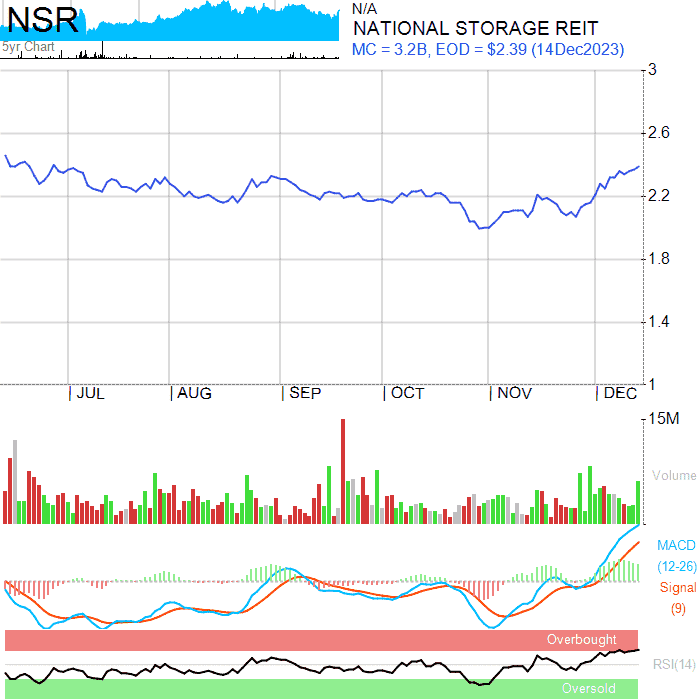 NSR
5yr Chart
N/A
NATIONAL STORAGE REIT
MC = 3.2B, EOD = $2.39 (14Dec2023)
3
2.6
2.2
1.8
1.4
1
JUL AUG SEP OCT NOV DEC
15M
Volume
MACD
(12-26)
Signal
(9)
Overbought
RSI(14)
Oversold